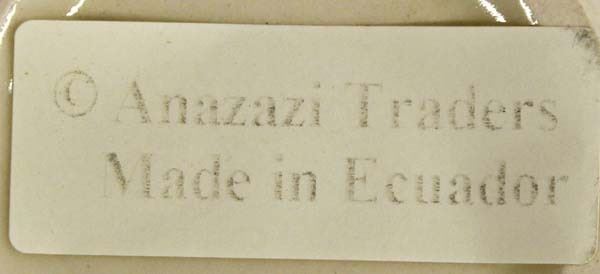 © Anazazi Traders
Made in Ecuador